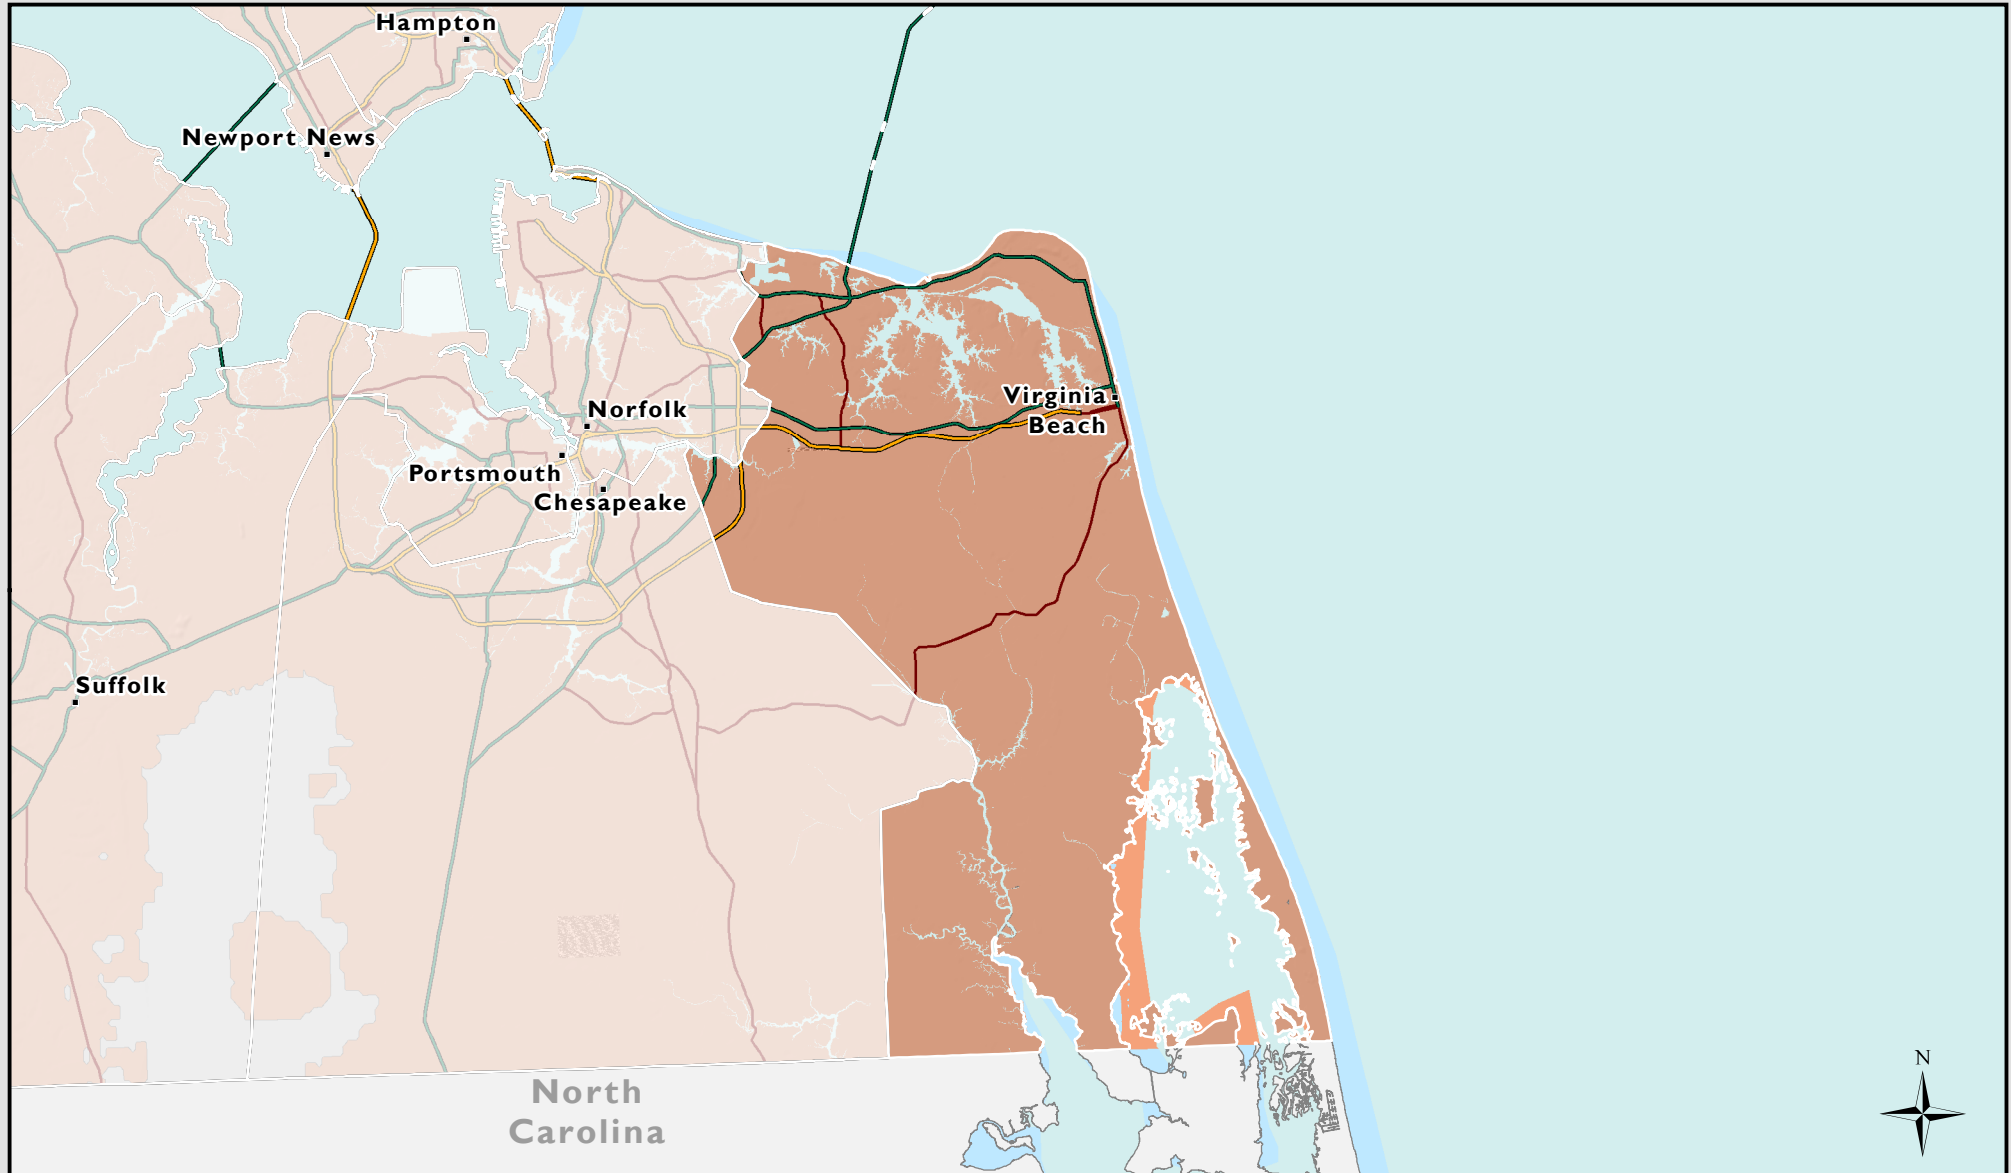 Hampton
Newport News
Norfolk
Virginia
Beach
Portsmouth
Chesapeake
Suffolk
North
Carolina
N